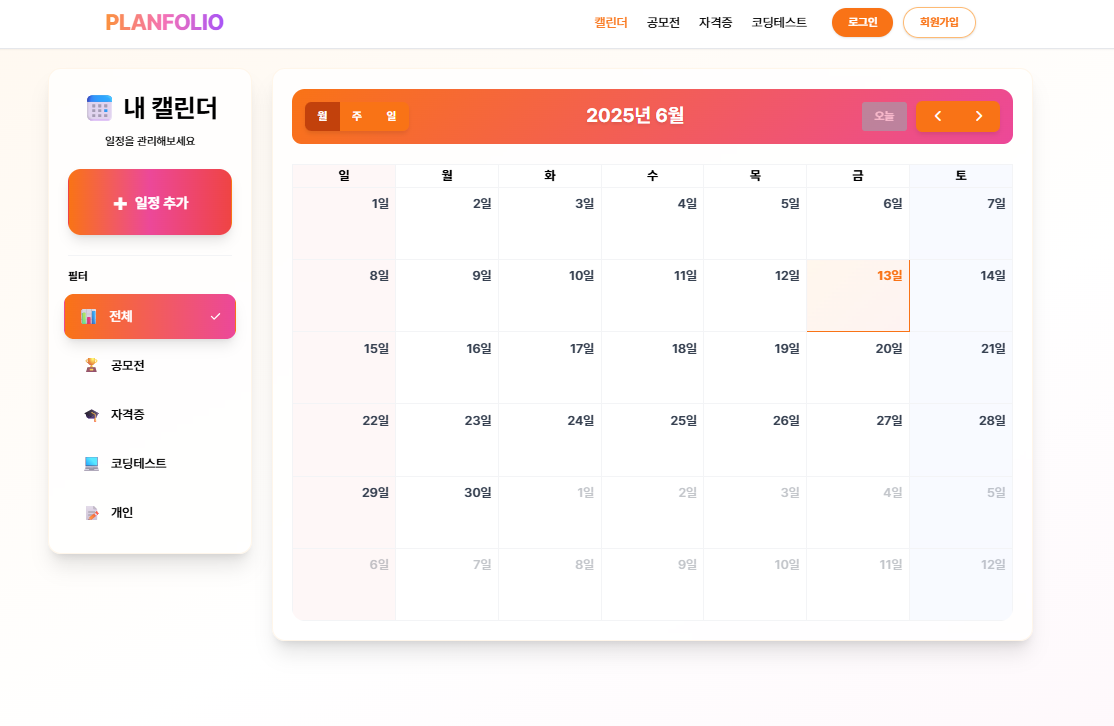 PLANFOLIO
캘린더 공모전 자격증 코딩테스트 로그인 회원가입
내 캘린더
일정을 관리해보세요
+ 일정 추가
필터
전체
공모전
자격증
코딩테스트
개인
월 주 일 2025년 6월 오늘
일 월 화 수 목 금 토
1일 2일 3일 4일 5일 6일 7일
8일 9일 10일 11일 12일 13일 14일
15일 16일 17일 18일 19일 20일 21일
22일 23일 24일 25일 26일 27일 28일
29일 30일 1일 2일 3일 4일 5일
6일 7일 8일 9일 10일 11일 12일